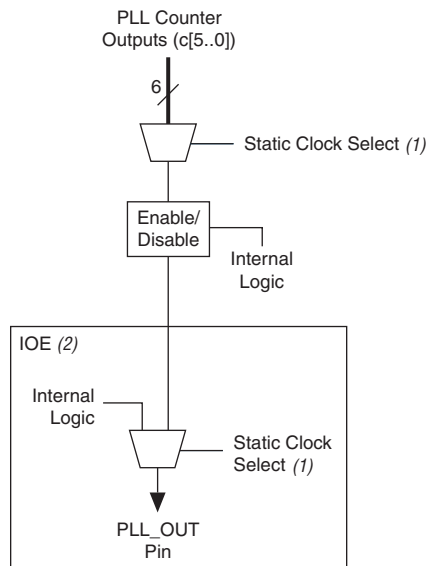 PLL Counter
Outputs (c[5..0])
6
Static Clock Select (1)
Enable/
Disable
Internal
Logic
IOE (2)
Internal
Logic
Static Clock
Select (1)
PLL_OUT
Pin